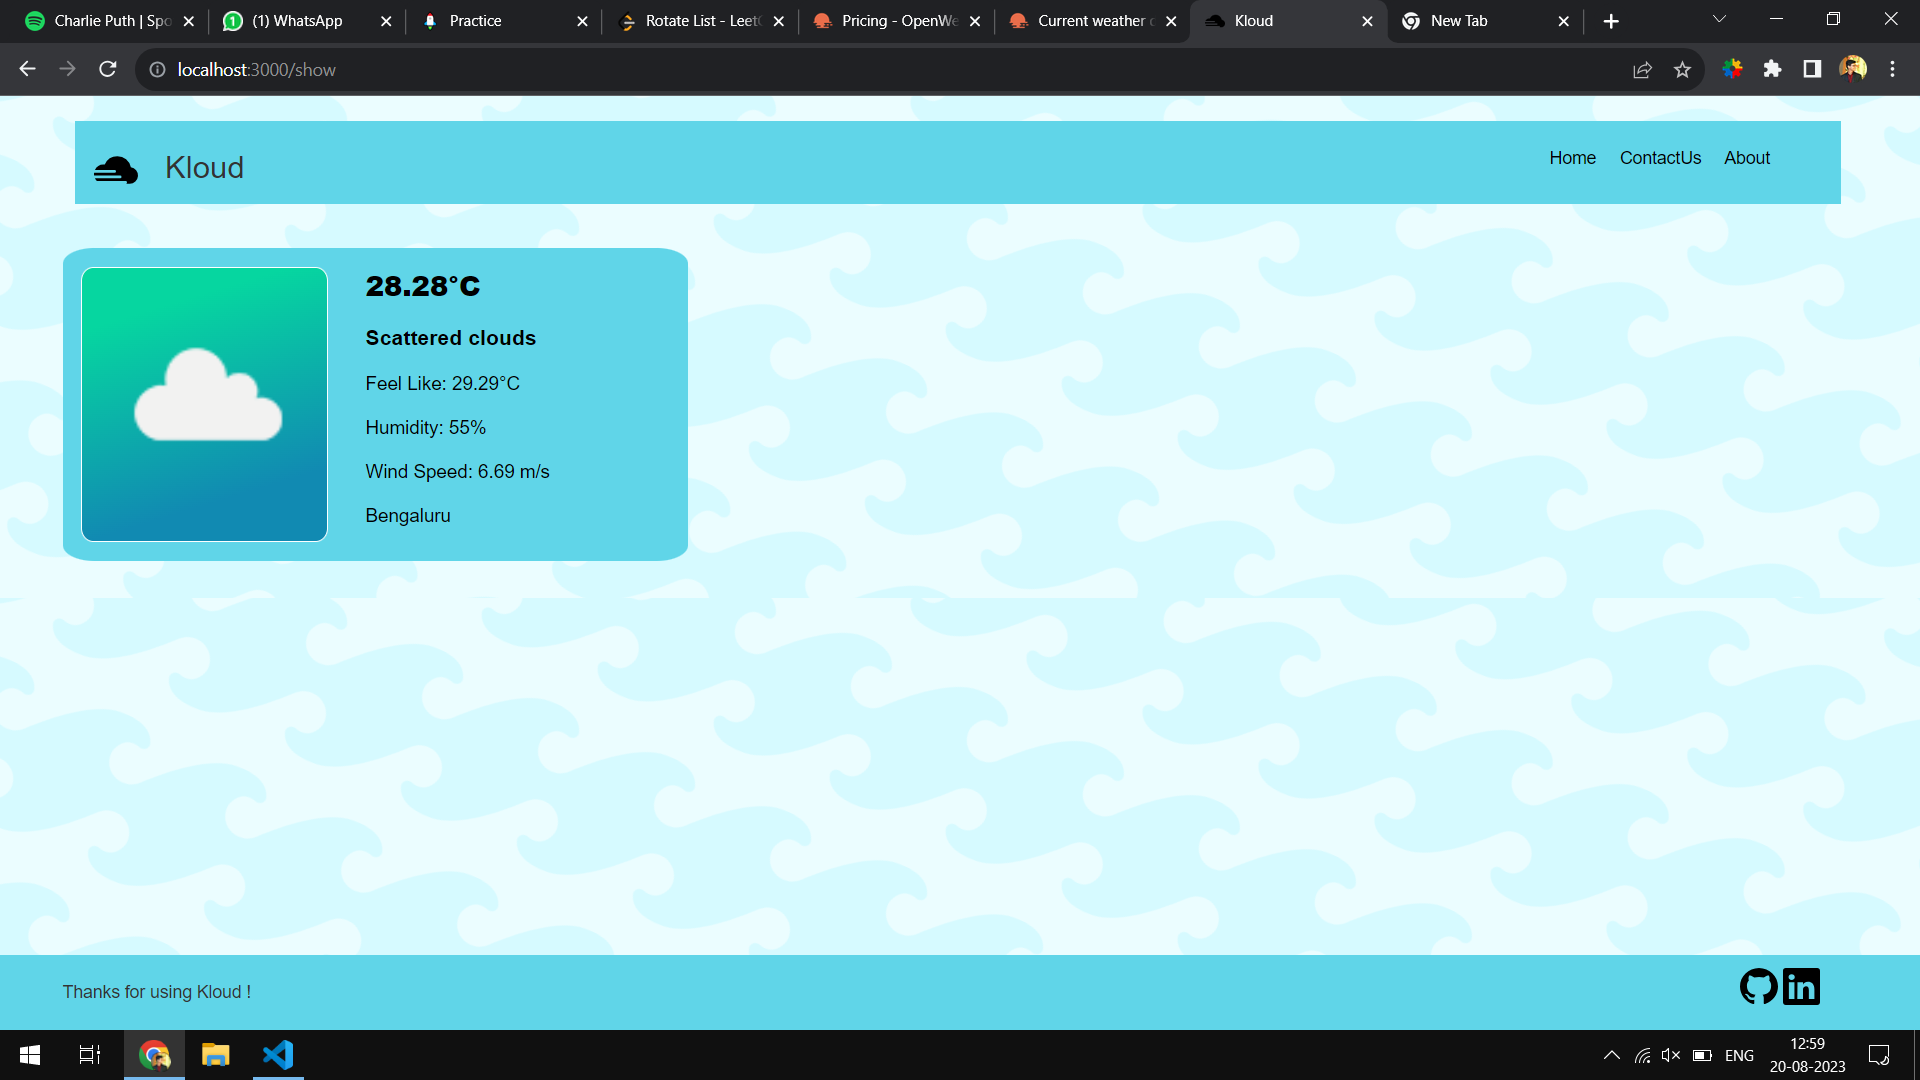 Charlie Puth | Spo
(1) WhatsApp
Practice
Rotate List - Leet
Pricing - OpenWe
Current weather
Kloud
New Tab
localhost:3000/show
Kloud
Home ContactUs About
28.28°C
Scattered clouds
Feel Like: 29.29°C
Humidity: 55%
Wind Speed: 6.69 m/s
Bengaluru
Thanks for using Kloud !
ENG
12:59
20-08-2023